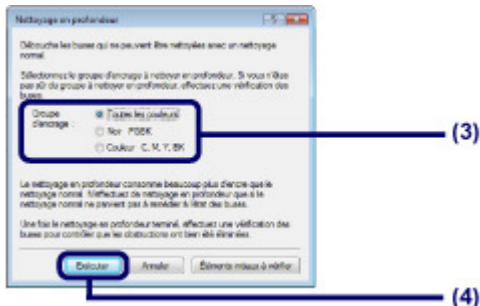 Nettoyage en profondeur
Débouche les buses qui ne peuvent être nettoyées avec un nettoyage
normal.
Sélectionnez le groupe d'encrage à nettoyer en profondeur. Si vous n'êtes
pas sûr du groupe à nettoyer en profondeur, effectuez une vérification des
buses.
Groupe
d'encrage :
Toutes les couleurs
Noir PGBK
Couleur C, M, Y, BK
(3)
Le nettoyage en profondeur consomme beaucoup plus d'encre que le
nettoyage normal. N'effectuez de nettoyage en profondeur que si le
nettoyage normal ne parvient pas à remédier à l'état des buses.
Une fois le nettoyage en profondeur terminé, effectuez une vérification des
buses pour contrôler que les obstructions ont bien été éliminées.
Exécuter Annuler Éléments initiaux à vérifier
(4)